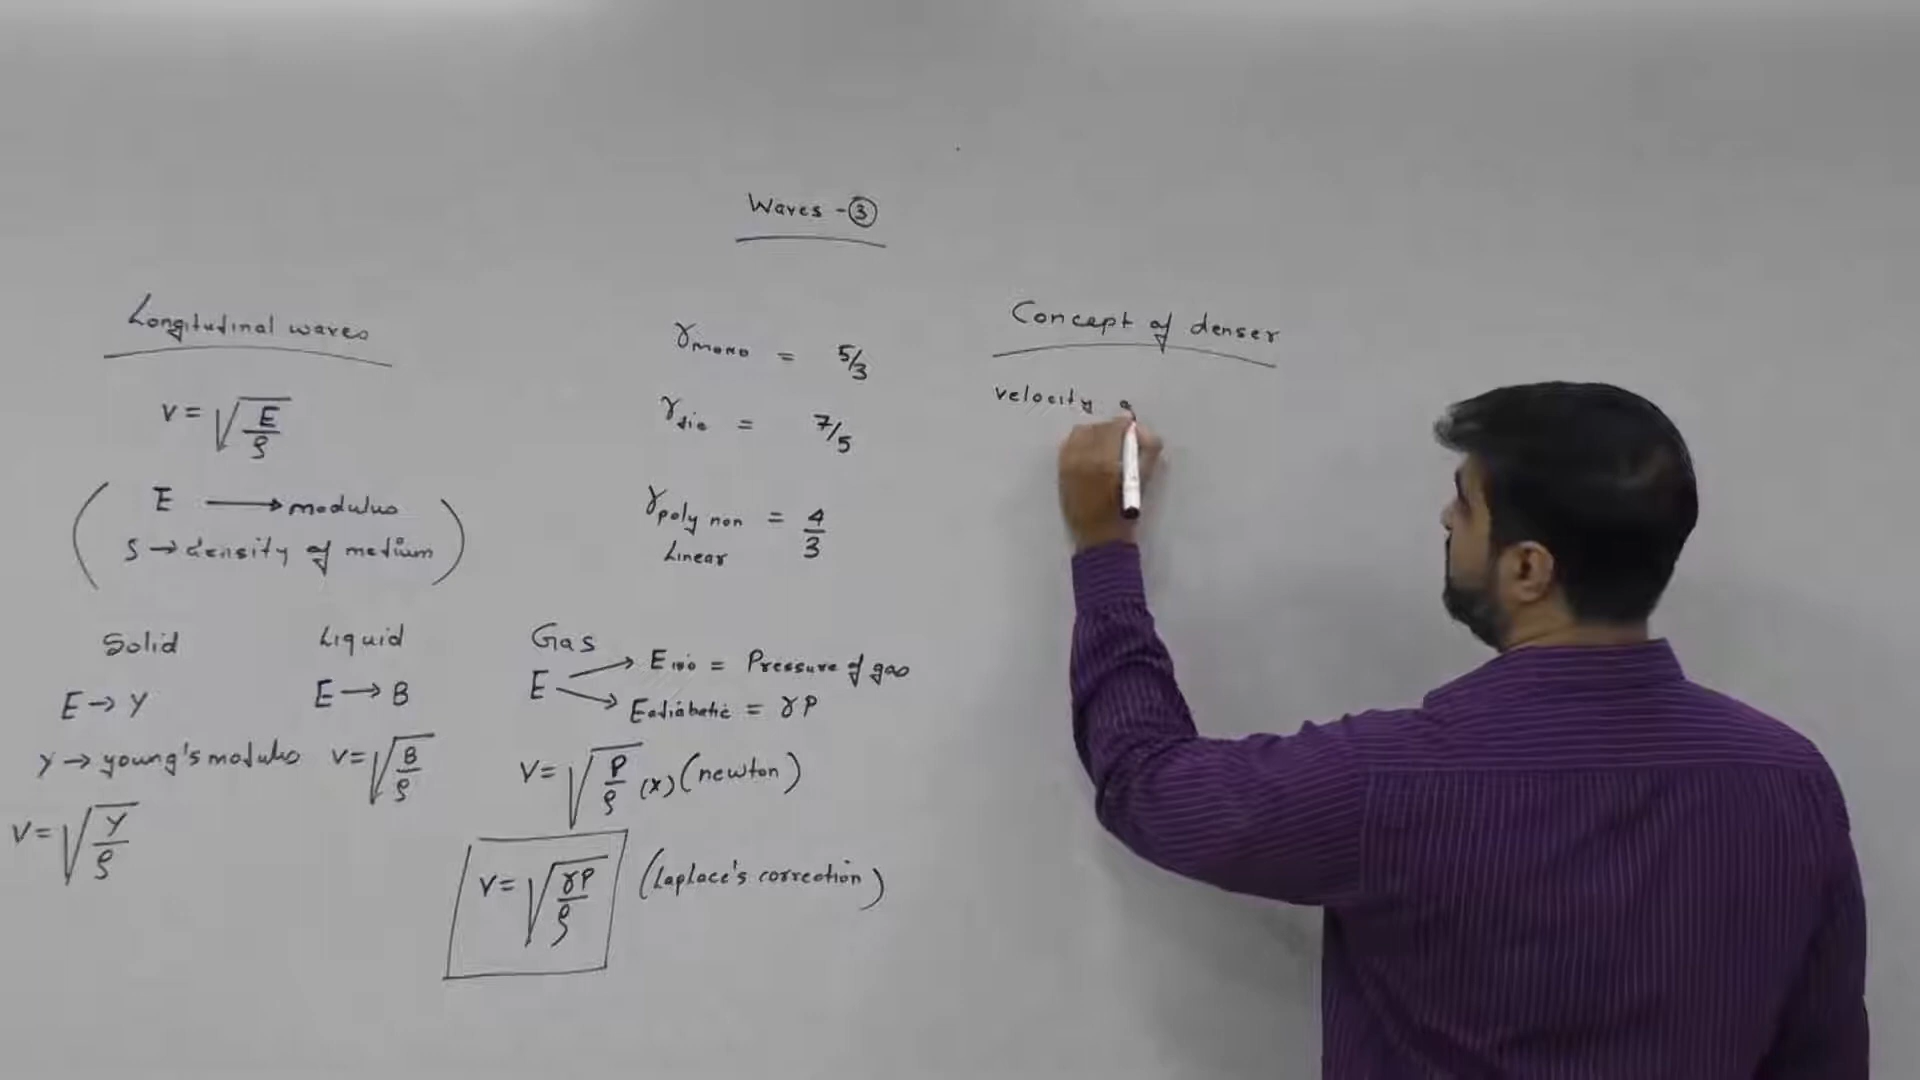 Waves - ③
Longitudinal waves
V = √E/ρ
E → modulus
ρ → density of medium
Solid
E → Y
Y → young's modulus
V = √Y/ρ
Liquid
E → B
V = √B/ρ
γmono = 5/3
γdia = 7/5
γpoly non = 4/3
Linear
Gas
E → Eiso = Pressure of gas
→ Eadiabatic = γP
V = √P/ρ (x) (newton)
V = √γP/ρ (Laplace's correction)
Concept of denser
velocity